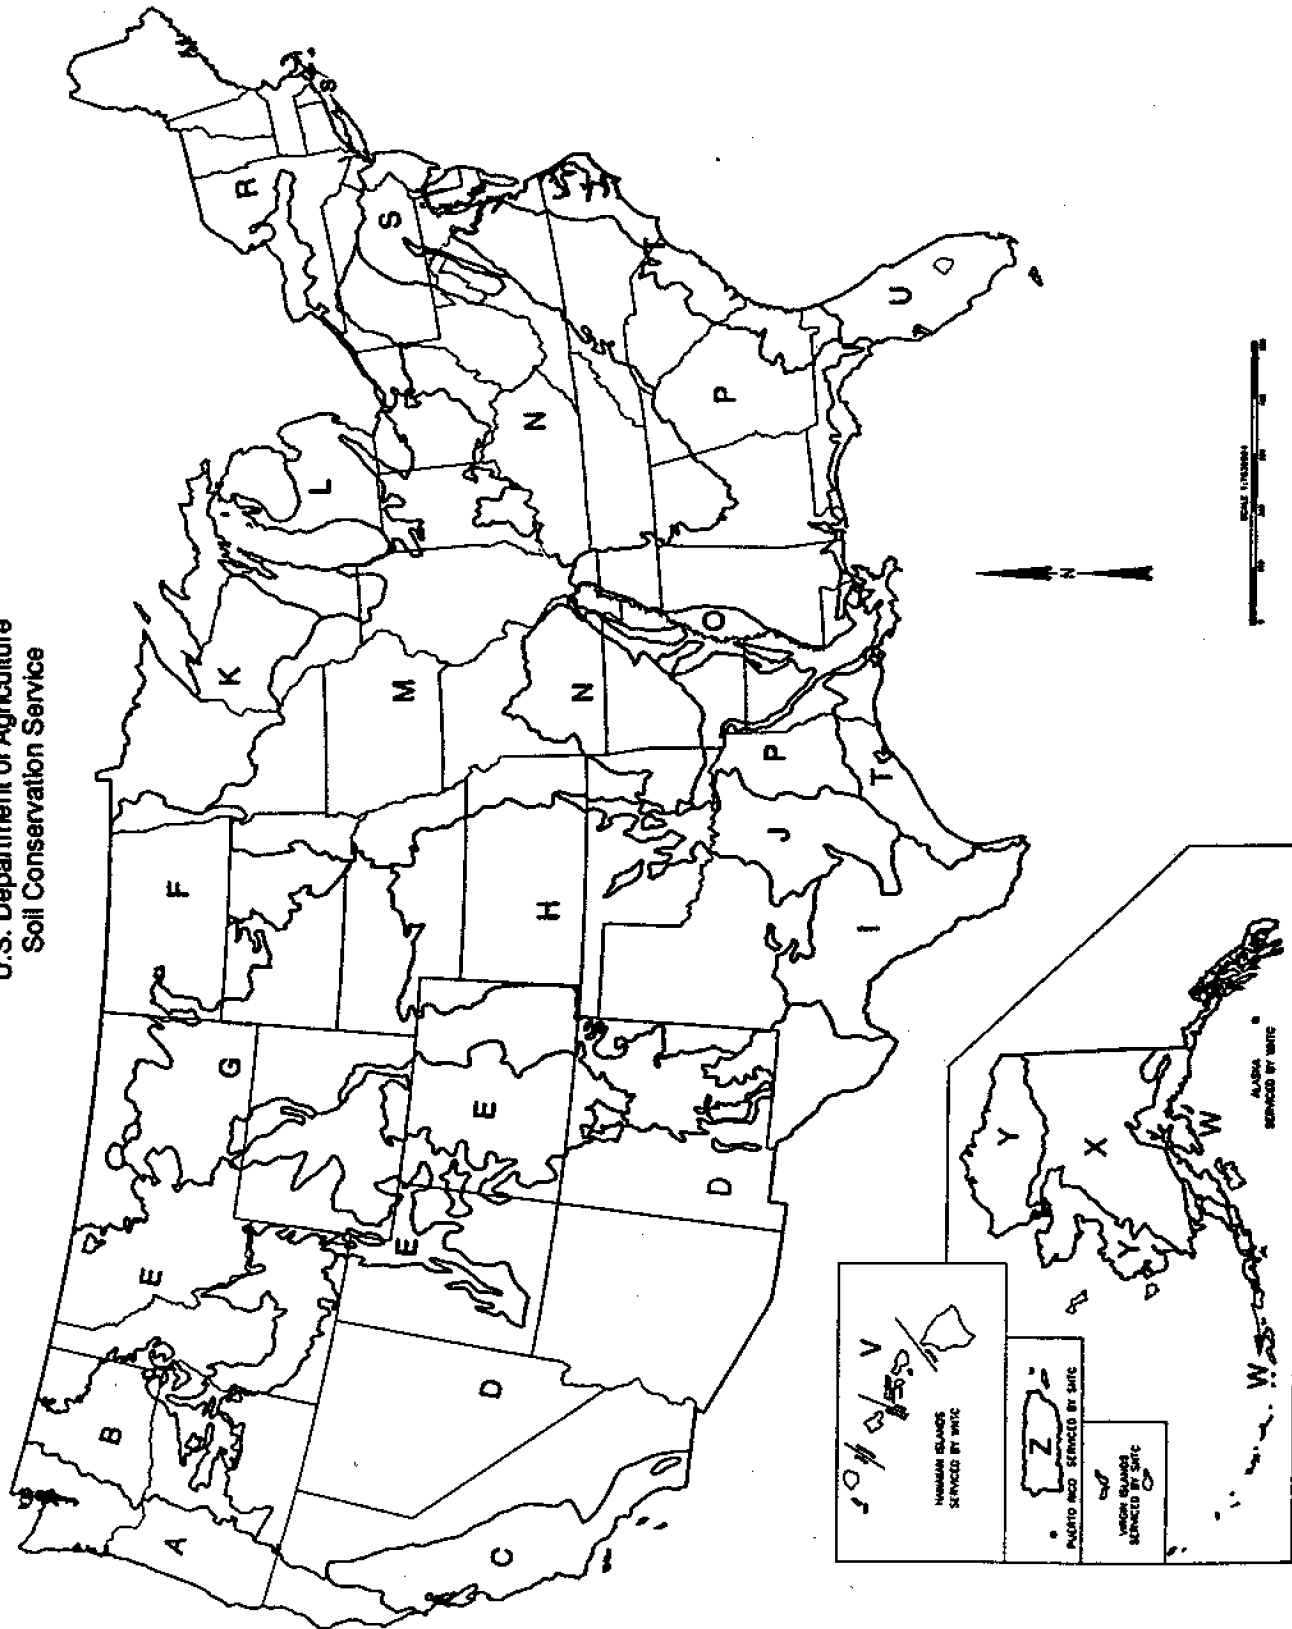 U.S. Department of Agriculture
Soil Conservation Service
R
S
S
K
L
F
M
N
G
B
E
A
H
N
O
P
U
E
E
P
J
T
D
D
I
C
N
V
HAWAIIAN ISLANDS
SERVICED BY WNTC
Z
PUERTO RICO SERVICED BY SNTC
VIRGIN ISLANDS
SERVICED BY SNTC
Y
X
Y
W
W
ALASKA
SERVICED BY WNTC